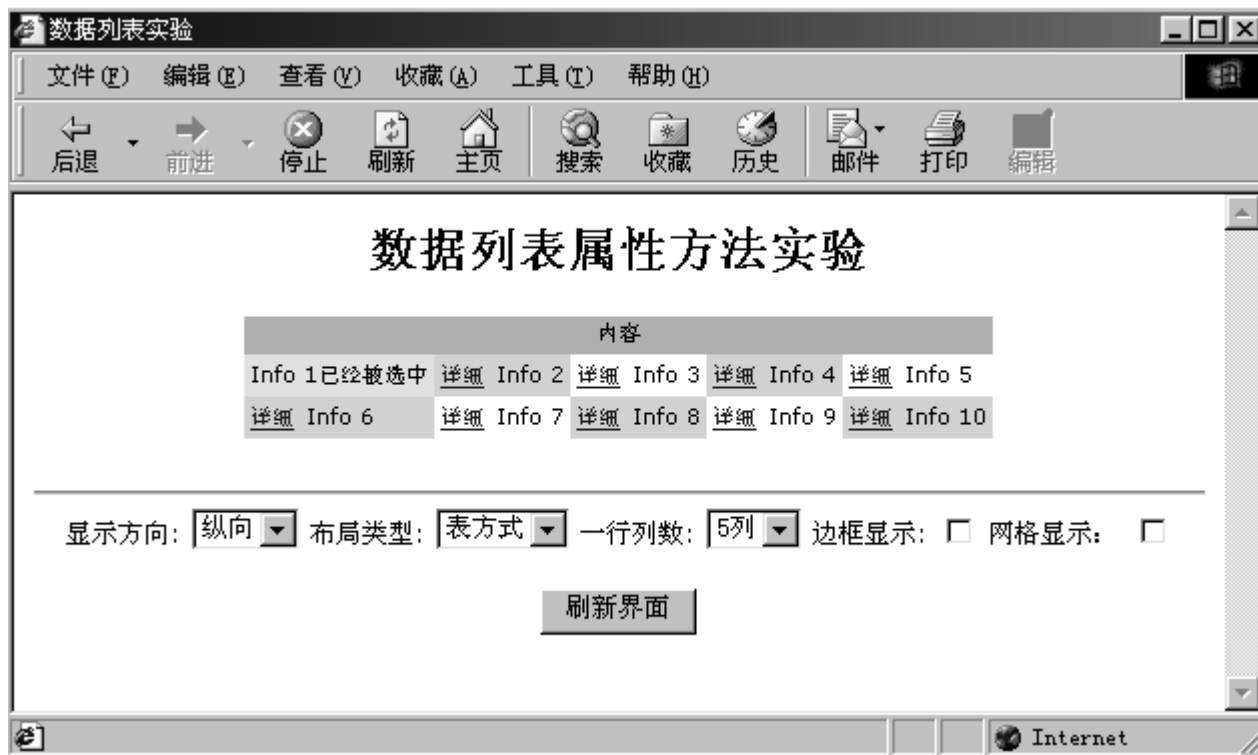 数据列表实验
文件(F) 编辑(E) 查看(V) 收藏(A) 工具(T) 帮助(H)
后退 前进 停止 刷新 主页 搜索 收藏 历史 邮件 打印 编辑
数据列表属性方法实验
内容
Info 1已经被选中 详细 Info 2 详细 Info 3 详细 Info 4 详细 Info 5
详细 Info 6 详细 Info 7 详细 Info 8 详细 Info 9 详细 Info 10
显示方向: 纵向 布局类型: 表方式 一行列数: 5列 边框显示: 网格显示:
刷新界面
Internet